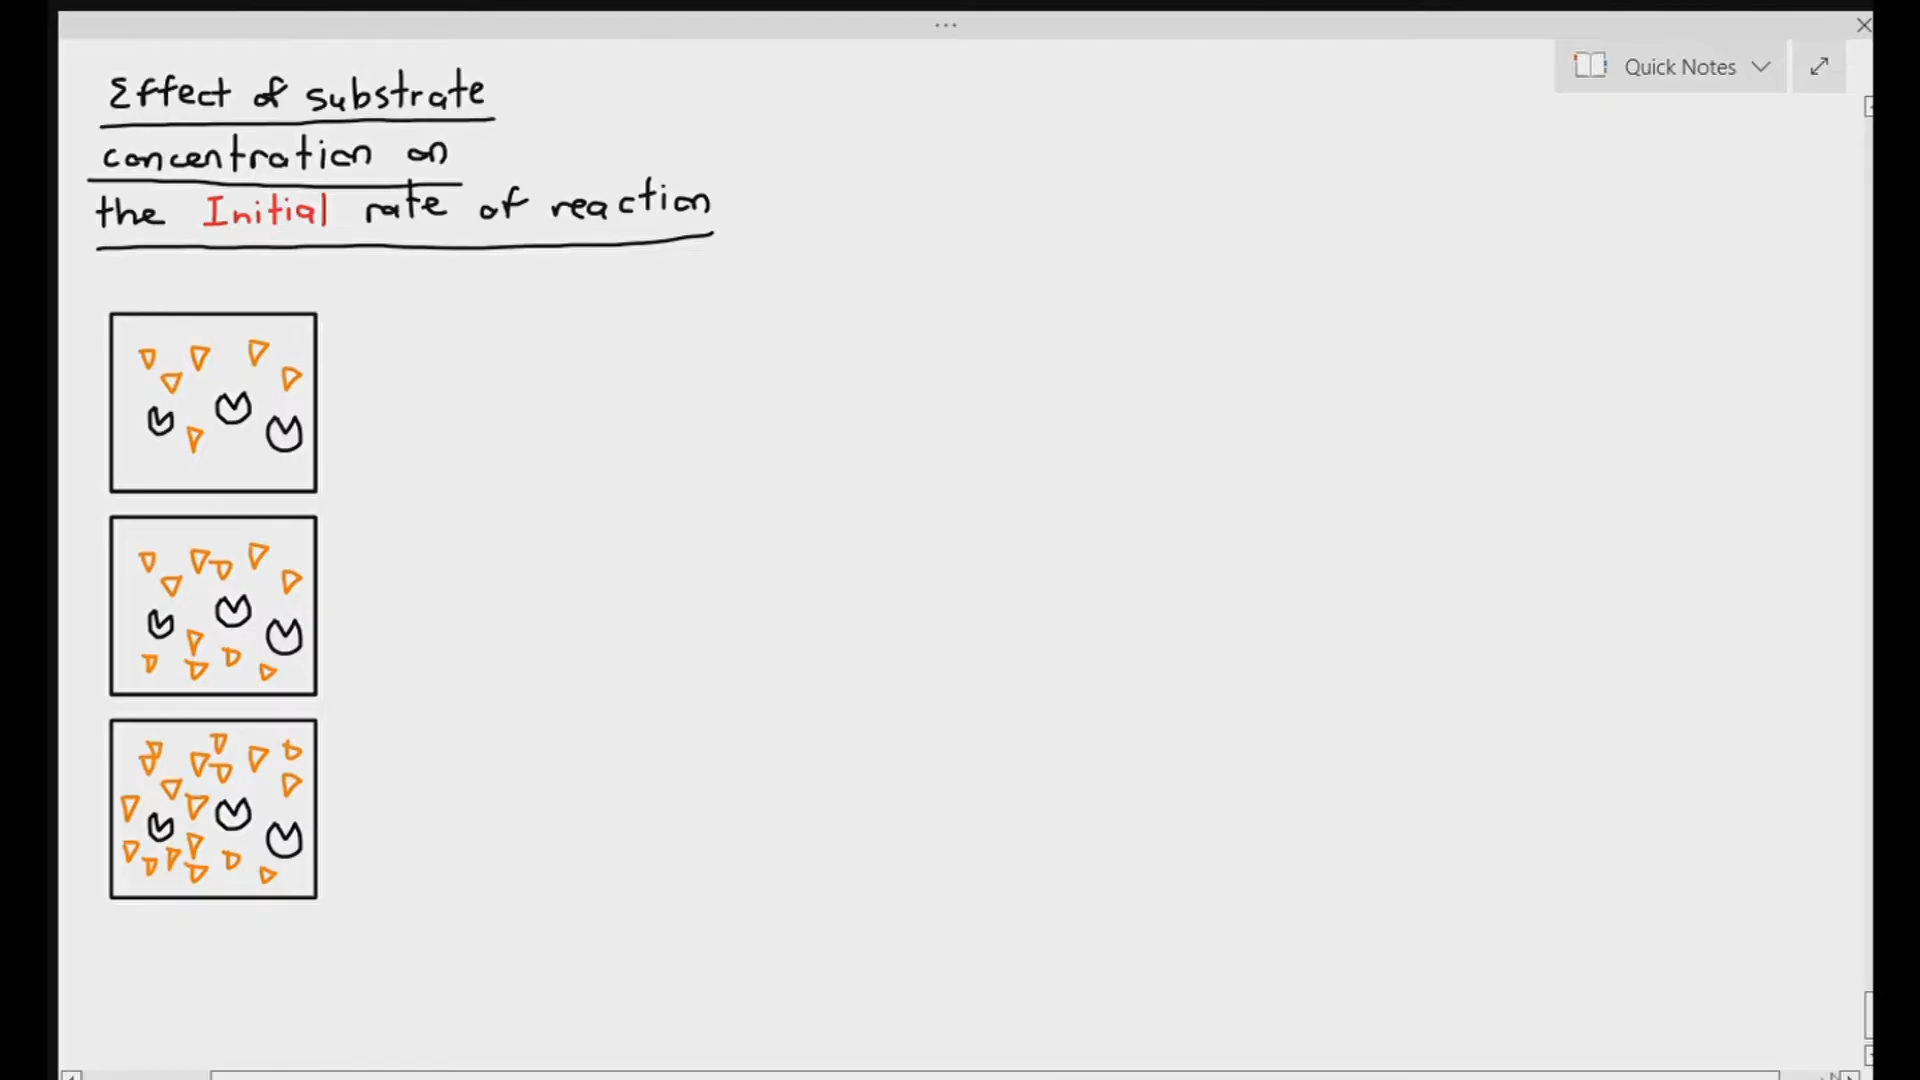 Quick Notes
Effect of substrate
concentration on
the Initial rate of reaction